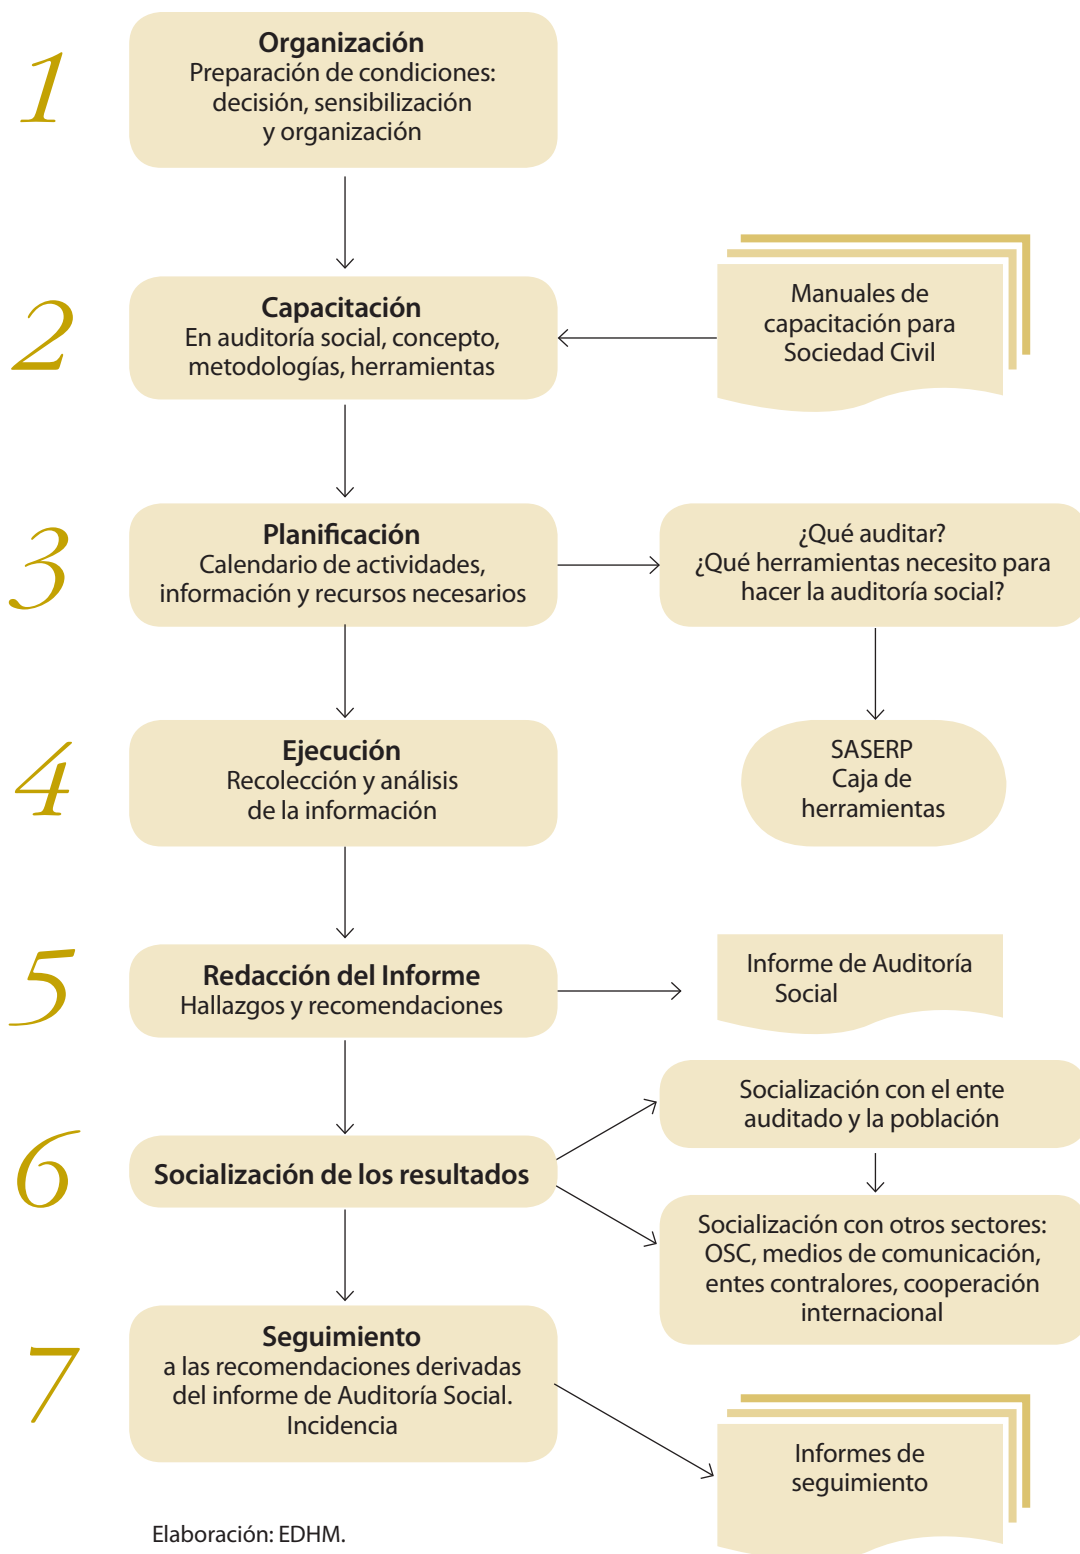 1
Organización
Preparación de condiciones:
decisión, sensibilización
y organización
2
Capacitación
En auditoría social, concepto,
metodologías, herramientas
Manuales de
capacitación para
Sociedad Civil
3
Planificación
Calendario de actividades,
información y recursos necesarios
¿Qué auditar?
¿Qué herramientas necesito para
hacer la auditoría social?
4
Ejecución
Recolección y análisis
de la información
SASERP
Caja de
herramientas
5
Redacción del Informe
Hallazgos y recomendaciones
Informe de Auditoría
Social
6
Socialización de los resultados
Socialización con el ente
auditado y la población
Socialización con otros sectores:
OSC, medios de comunicación,
entes contralores, cooperación
internacional
7
Seguimiento
a las recomendaciones derivadas
del informe de Auditoría Social.
Incidencia
Informes de
seguimiento
Elaboración: EDHM.